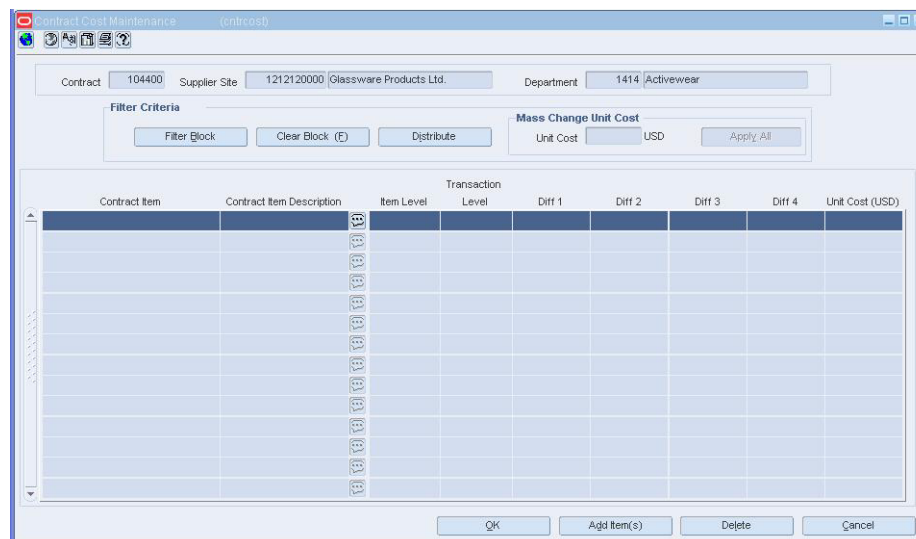 Contract Cost Maintenance (cntrcost)
Contract 104400 Supplier Site 1212120000 Glassware Products Ltd. Department 1414 Activewear
Filter Criteria
Filter Block Clear Block (F) Distribute
Mass Change Unit Cost
Unit Cost USD Apply All
Contract Item Contract Item Description Item Level Transaction Level Diff 1 Diff 2 Diff 3 Diff 4 Unit Cost (USD)
OK Add Item(s) Delete Cancel